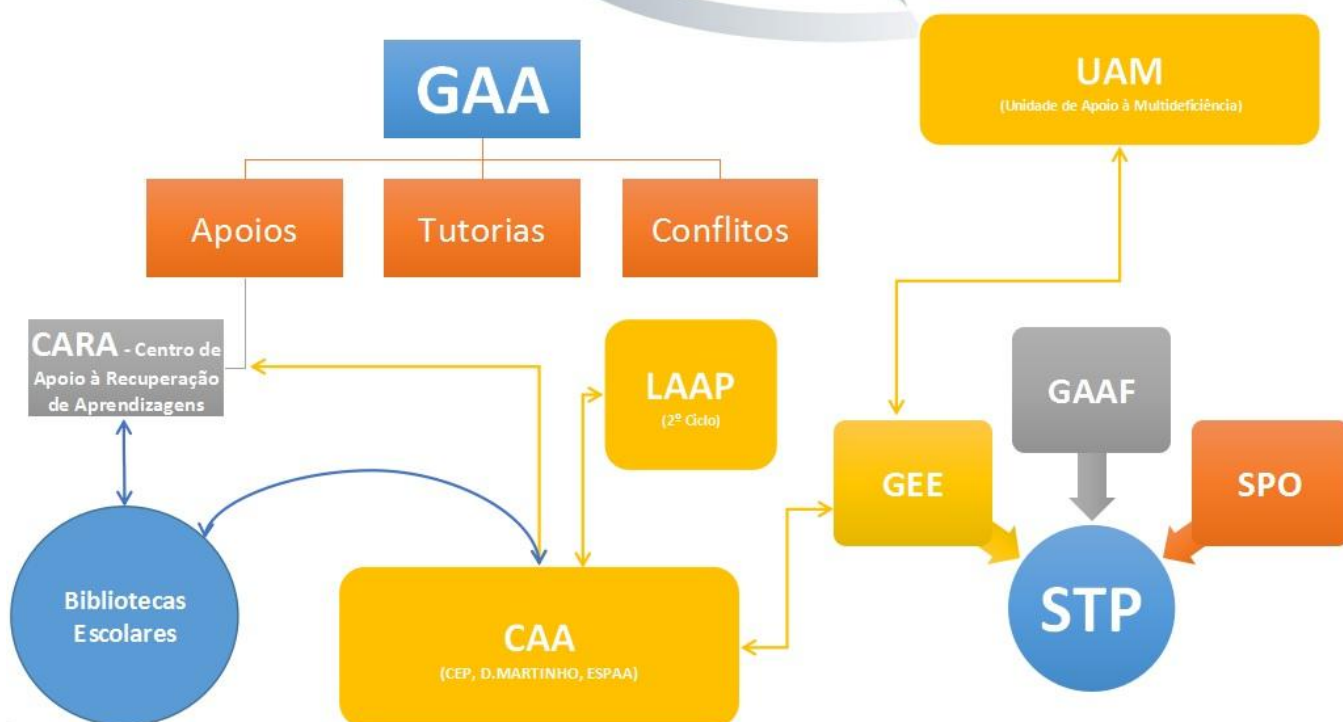 GAA
UAM
(Unidade de Apoio à Multideficiência)
Apoios
Tutorias
Conflitos
CARA - Centro de
Apoio à Recuperação
de Aprendizagens
LAAP
(2º Ciclo)
GAAF
GEE
SPO
STP
Bibliotecas
Escolares
CAA
(CEP, D.MARTINHO, ESPAA)